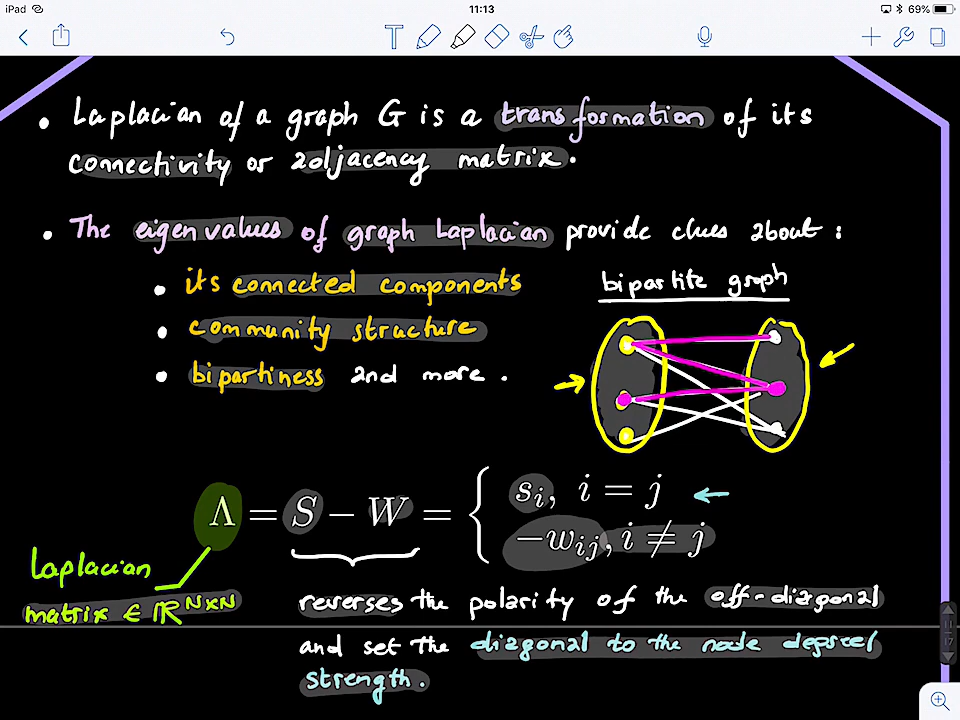 iPad
11:13
69%
• Laplacian of a graph G is a transformation of its
connectivity or adjacency matrix.
• The eigen values of graph Laplacian provide clues about :
• its connected components
• community structure
• bipartiness and more .
bipartite graph
Λ = S − W = { s_i, i = j
−w_ij, i ≠ j
Laplacian
matrix ∈ ℝ^{N×N}
reverses the polarity of the off-diagonal
and set the diagonal to the node degree/
strength.